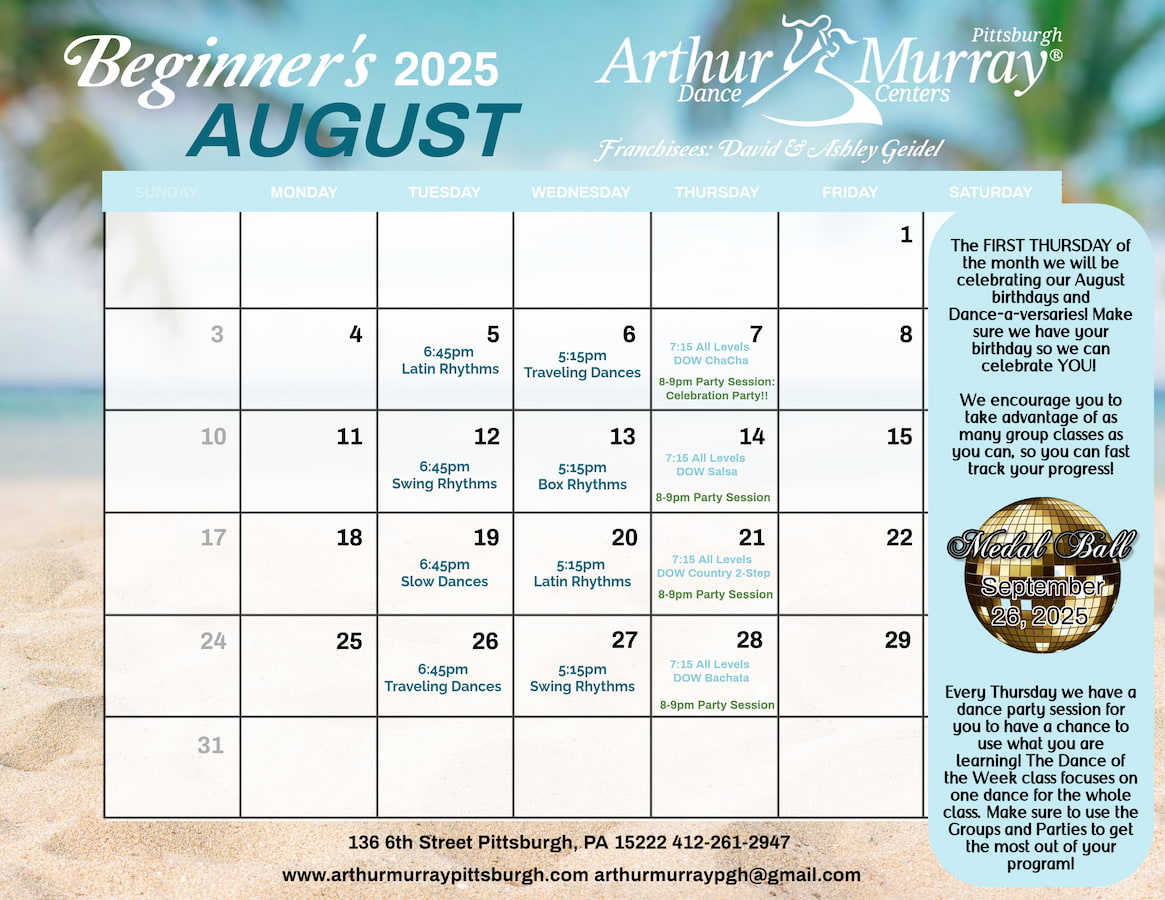 Beginner's 2025
AUGUST
Pittsburgh
Arthur Murray®
Dance Centers
Franchisees: David & Ashley Geidel
SUNDAY MONDAY TUESDAY WEDNESDAY THURSDAY FRIDAY SATURDAY
1
3 4 5 6 7 8
6:45pm
Latin Rhythms
5:15pm
Traveling Dances
7:15 All Levels
DOW ChaCha
8-9pm Party Session:
Celebration Party!!
10 11 12 13 14 15
6:45pm
Swing Rhythms
5:15pm
Box Rhythms
7:15 All Levels
DOW Salsa
8-9pm Party Session
17 18 19 20 21 22
6:45pm
Slow Dances
5:15pm
Latin Rhythms
7:15 All Levels
DOW Country 2-Step
8-9pm Party Session
24 25 26 27 28 29
6:45pm
Traveling Dances
5:15pm
Swing Rhythms
7:15 All Levels
DOW Bachata
8-9pm Party Session
31
The FIRST THURSDAY of
the month we will be
celebrating our August
birthdays and
Dance-a-versaries! Make
sure we have your
birthday so we can
celebrate YOU!
We encourage you to
take advantage of as
many group classes as
you can, so you can fast
track your progress!
Medal Ball
September
26, 2025
Every Thursday we have a
dance party session for
you to have a chance to
use what you are
learning! The Dance of
the Week class focuses on
one dance for the whole
class. Make sure to use the
Groups and Parties to get
the most out of your
program!
136 6th Street Pittsburgh, PA 15222 412-261-2947
www.arthurmurraypittsburgh.com arthurmurraypgh@gmail.com